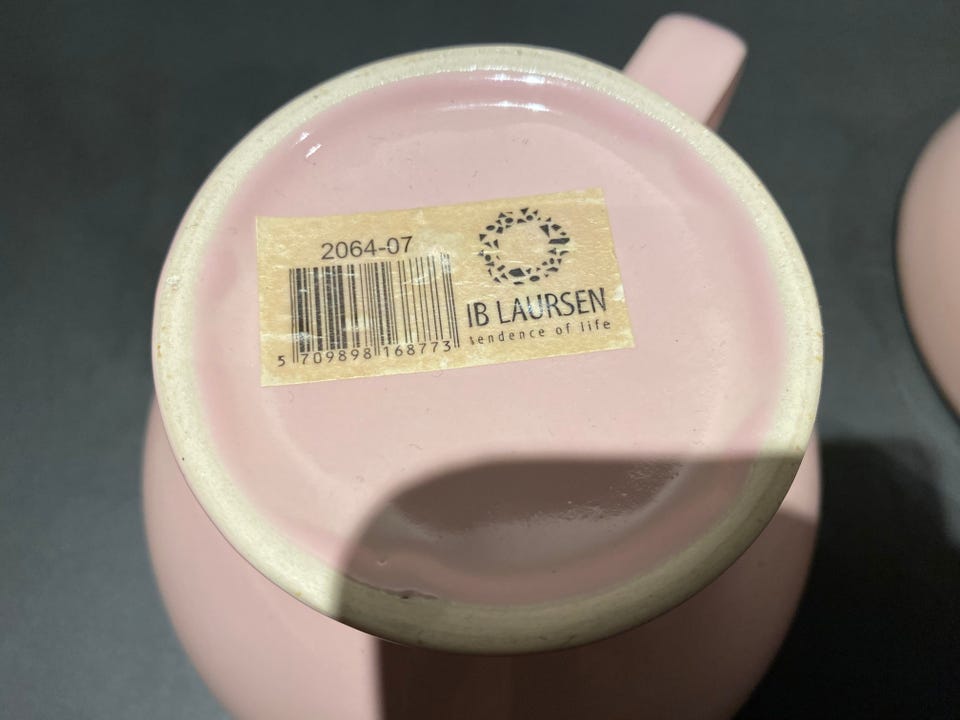 2064-07
5 709898 168773
IB LAURSEN
tendence of life